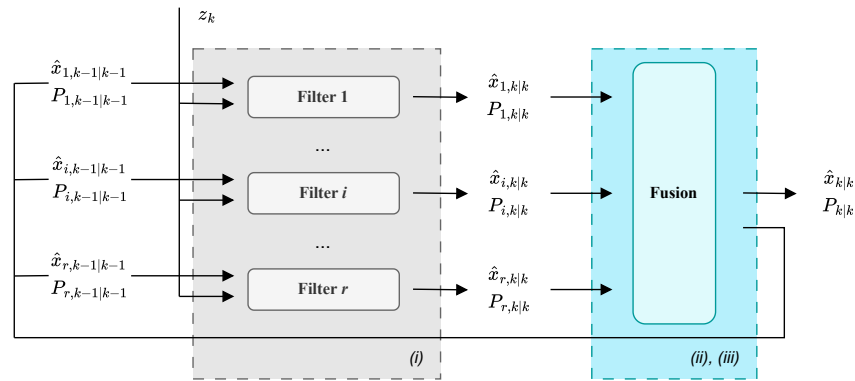 z_k
x̂_{1,k−1|k−1}
P_{1,k−1|k−1}
Filter 1
x̂_{1,k|k}
P_{1,k|k}
...
x̂_{i,k−1|k−1}
P_{i,k−1|k−1}
Filter i
x̂_{i,k|k}
P_{i,k|k}
Fusion
x̂_{k|k}
P_{k|k}
...
x̂_{r,k−1|k−1}
P_{r,k−1|k−1}
Filter r
x̂_{r,k|k}
P_{r,k|k}
(i)
(ii), (iii)